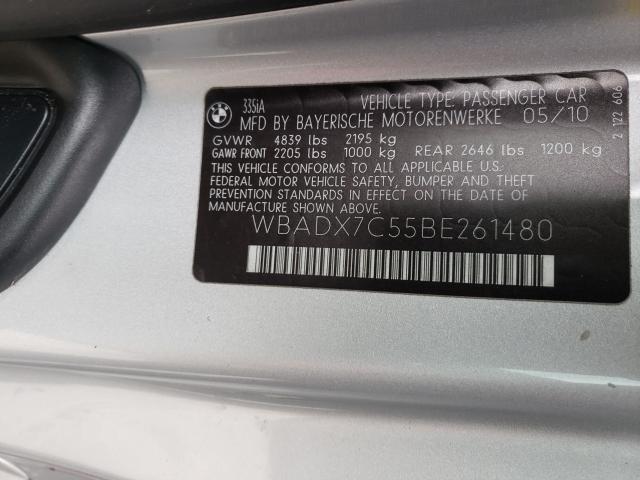 335iA
VEHICLE TYPE: PASSENGER CAR
MFD BY BAYERISCHE MOTORENWERKE 05/10
GVWR 4839 lbs 2195 kg
GAWR FRONT 2205 lbs 1000 kg REAR 2646 lbs 1200 kg
THIS VEHICLE CONFORMS TO ALL APPLICABLE U.S.
FEDERAL MOTOR VEHICLE SAFETY, BUMPER AND THEFT
PREVENTION STANDARDS IN EFFECT ON THE DATE
OF MANUFACTURE SHOWN ABOVE.
WBADX7C55BE261480
2 122 606